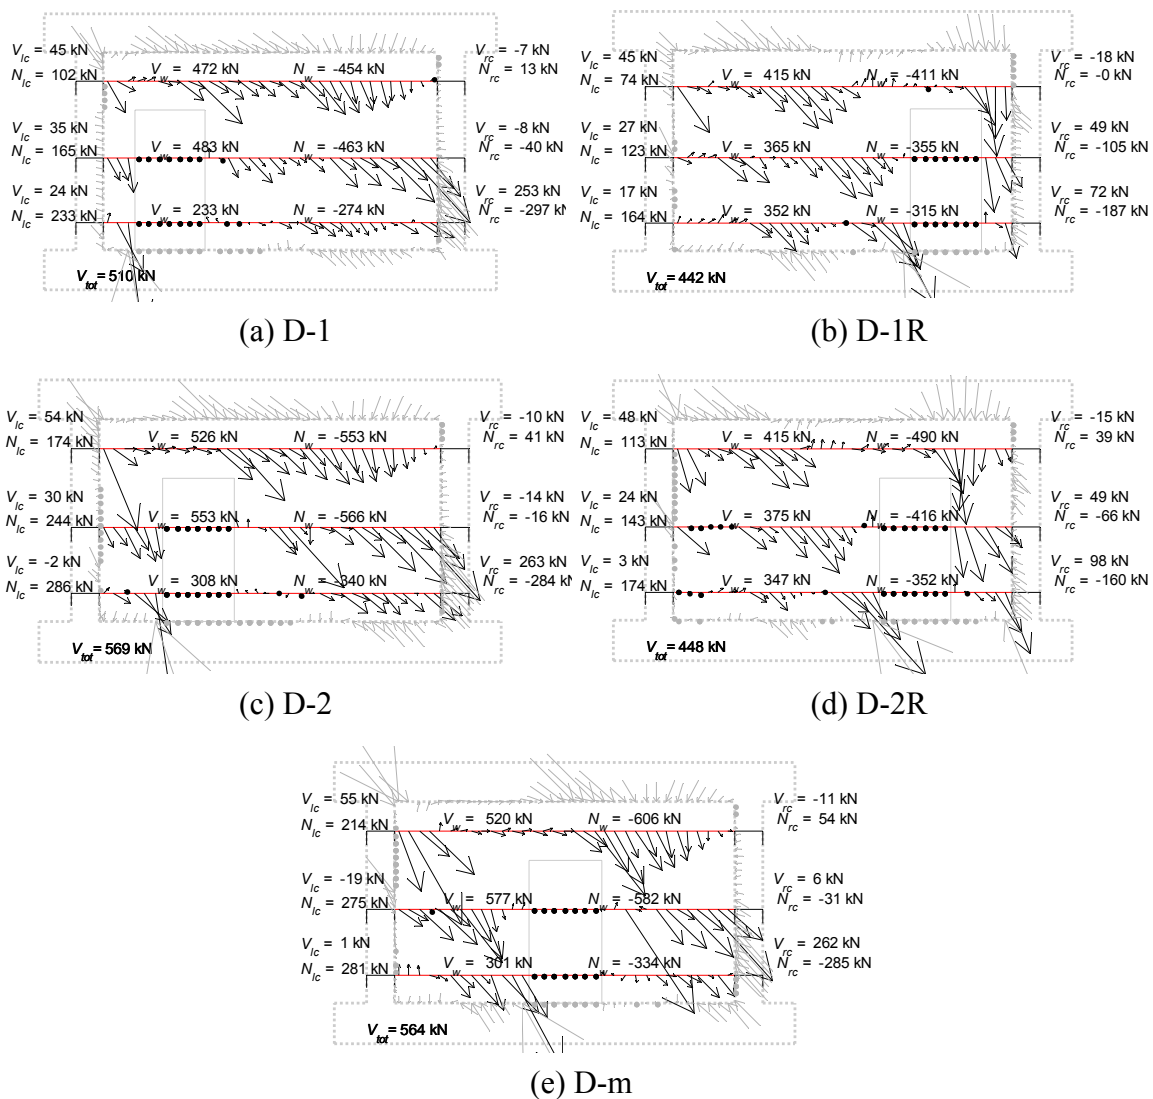 V_lc = 45 kN
N_lc = 102 kN
V_w = 472 kN N_w = -454 kN
V_rc = -7 kN
N_rc = 13 kN
V_lc = 35 kN
N_lc = 165 kN
V_w = 483 kN N_w = -463 kN
V_rc = -8 kN
N_rc = -40 kN
V_lc = 24 kN
N_lc = 233 kN
V_w = 233 kN N_w = -274 kN
V_rc = 253 kN
N_rc = -297 kN
V_tot = 510 kN
(a) D-1
V_lc = 45 kN
N_lc = 74 kN
V_w = 415 kN N_w = -411 kN
V_rc = -18 kN
N_rc = -0 kN
V_lc = 27 kN
N_lc = 123 kN
V_w = 365 kN N_w = -355 kN
V_rc = 49 kN
N_rc = -105 kN
V_lc = 17 kN
N_lc = 164 kN
V_w = 352 kN N_w = -315 kN
V_rc = 72 kN
N_rc = -187 kN
V_tot = 442 kN
(b) D-1R
V_lc = 54 kN
N_lc = 174 kN
V_w = 526 kN N_w = -553 kN
V_rc = -10 kN
N_rc = 41 kN
V_lc = 30 kN
N_lc = 244 kN
V_w = 553 kN N_w = -566 kN
V_rc = -14 kN
N_rc = -16 kN
V_lc = -2 kN
N_lc = 286 kN
V_w = 308 kN N_w = -340 kN
V_rc = 263 kN
N_rc = -284 kN
V_tot = 569 kN
(c) D-2
V_lc = 48 kN
N_lc = 113 kN
V_w = 415 kN N_w = -490 kN
V_rc = -15 kN
N_rc = 39 kN
V_lc = 24 kN
N_lc = 143 kN
V_w = 375 kN N_w = -416 kN
V_rc = 49 kN
N_rc = -66 kN
V_lc = 3 kN
N_lc = 174 kN
V_w = 347 kN N_w = -352 kN
V_rc = 98 kN
N_rc = -160 kN
V_tot = 448 kN
(d) D-2R
V_lc = 55 kN
N_lc = 214 kN
V_w = 520 kN N_w = -606 kN
V_rc = -11 kN
N_rc = 54 kN
V_lc = -19 kN
N_lc = 275 kN
V_w = 577 kN N_w = -582 kN
V_rc = 6 kN
N_rc = -31 kN
V_lc = 1 kN
N_lc = 281 kN
V_w = 301 kN N_w = -334 kN
V_rc = 262 kN
N_rc = -285 kN
V_tot = 564 kN
(e) D-m